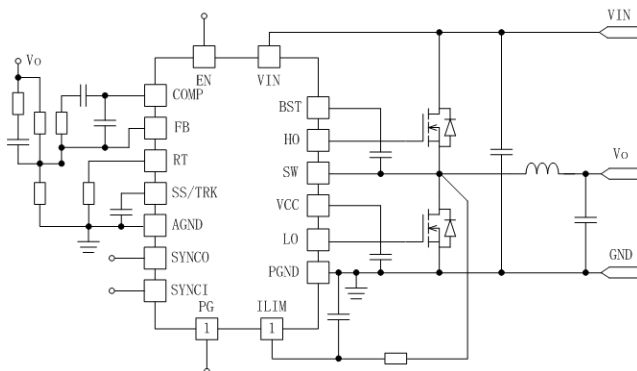 VIN
Vo
EN
VIN
COMP
BST
FB
HO
RT
SW
Vo
SS/TRK
VCC
AGND
LO
SYNCO
PGND
GND
SYNCI
PG
ILIM
1
1